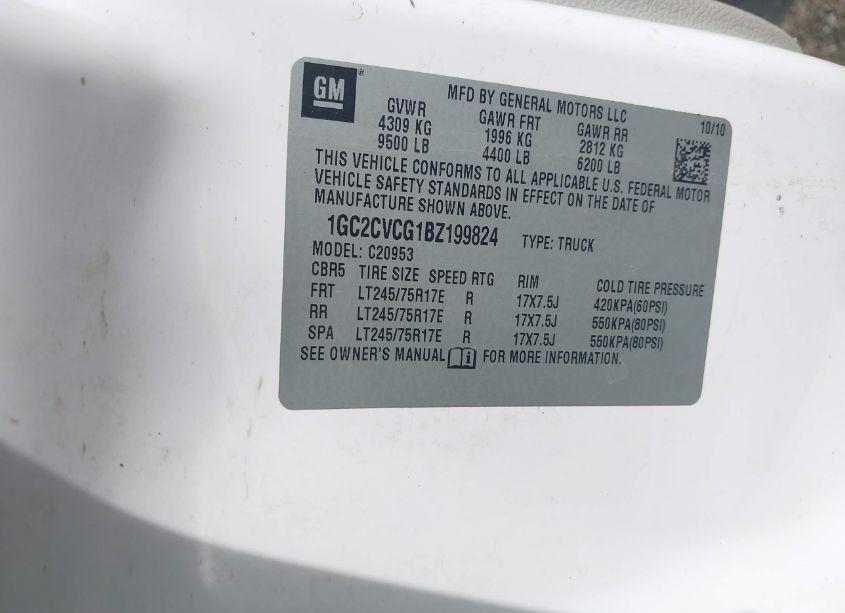 GM®
MFD BY GENERAL MOTORS LLC
10/10
GVWR GAWR FRT GAWR RR
4309 KG 1996 KG 2812 KG
9500 LB 4400 LB 6200 LB
THIS VEHICLE CONFORMS TO ALL APPLICABLE U.S. FEDERAL MOTOR
VEHICLE SAFETY STANDARDS IN EFFECT ON THE DATE OF
MANUFACTURE SHOWN ABOVE.
1GC2CVCG1BZ199824 TYPE: TRUCK
MODEL: C20953
CBR5 TIRE SIZE SPEED RTG RIM COLD TIRE PRESSURE
FRT LT245/75R17E R 17X7.5J 420KPA(60PSI)
RR LT245/75R17E R 17X7.5J 550KPA(80PSI)
SPA LT245/75R17E R 17X7.5J 550KPA(80PSI)
SEE OWNER'S MANUAL i FOR MORE INFORMATION.